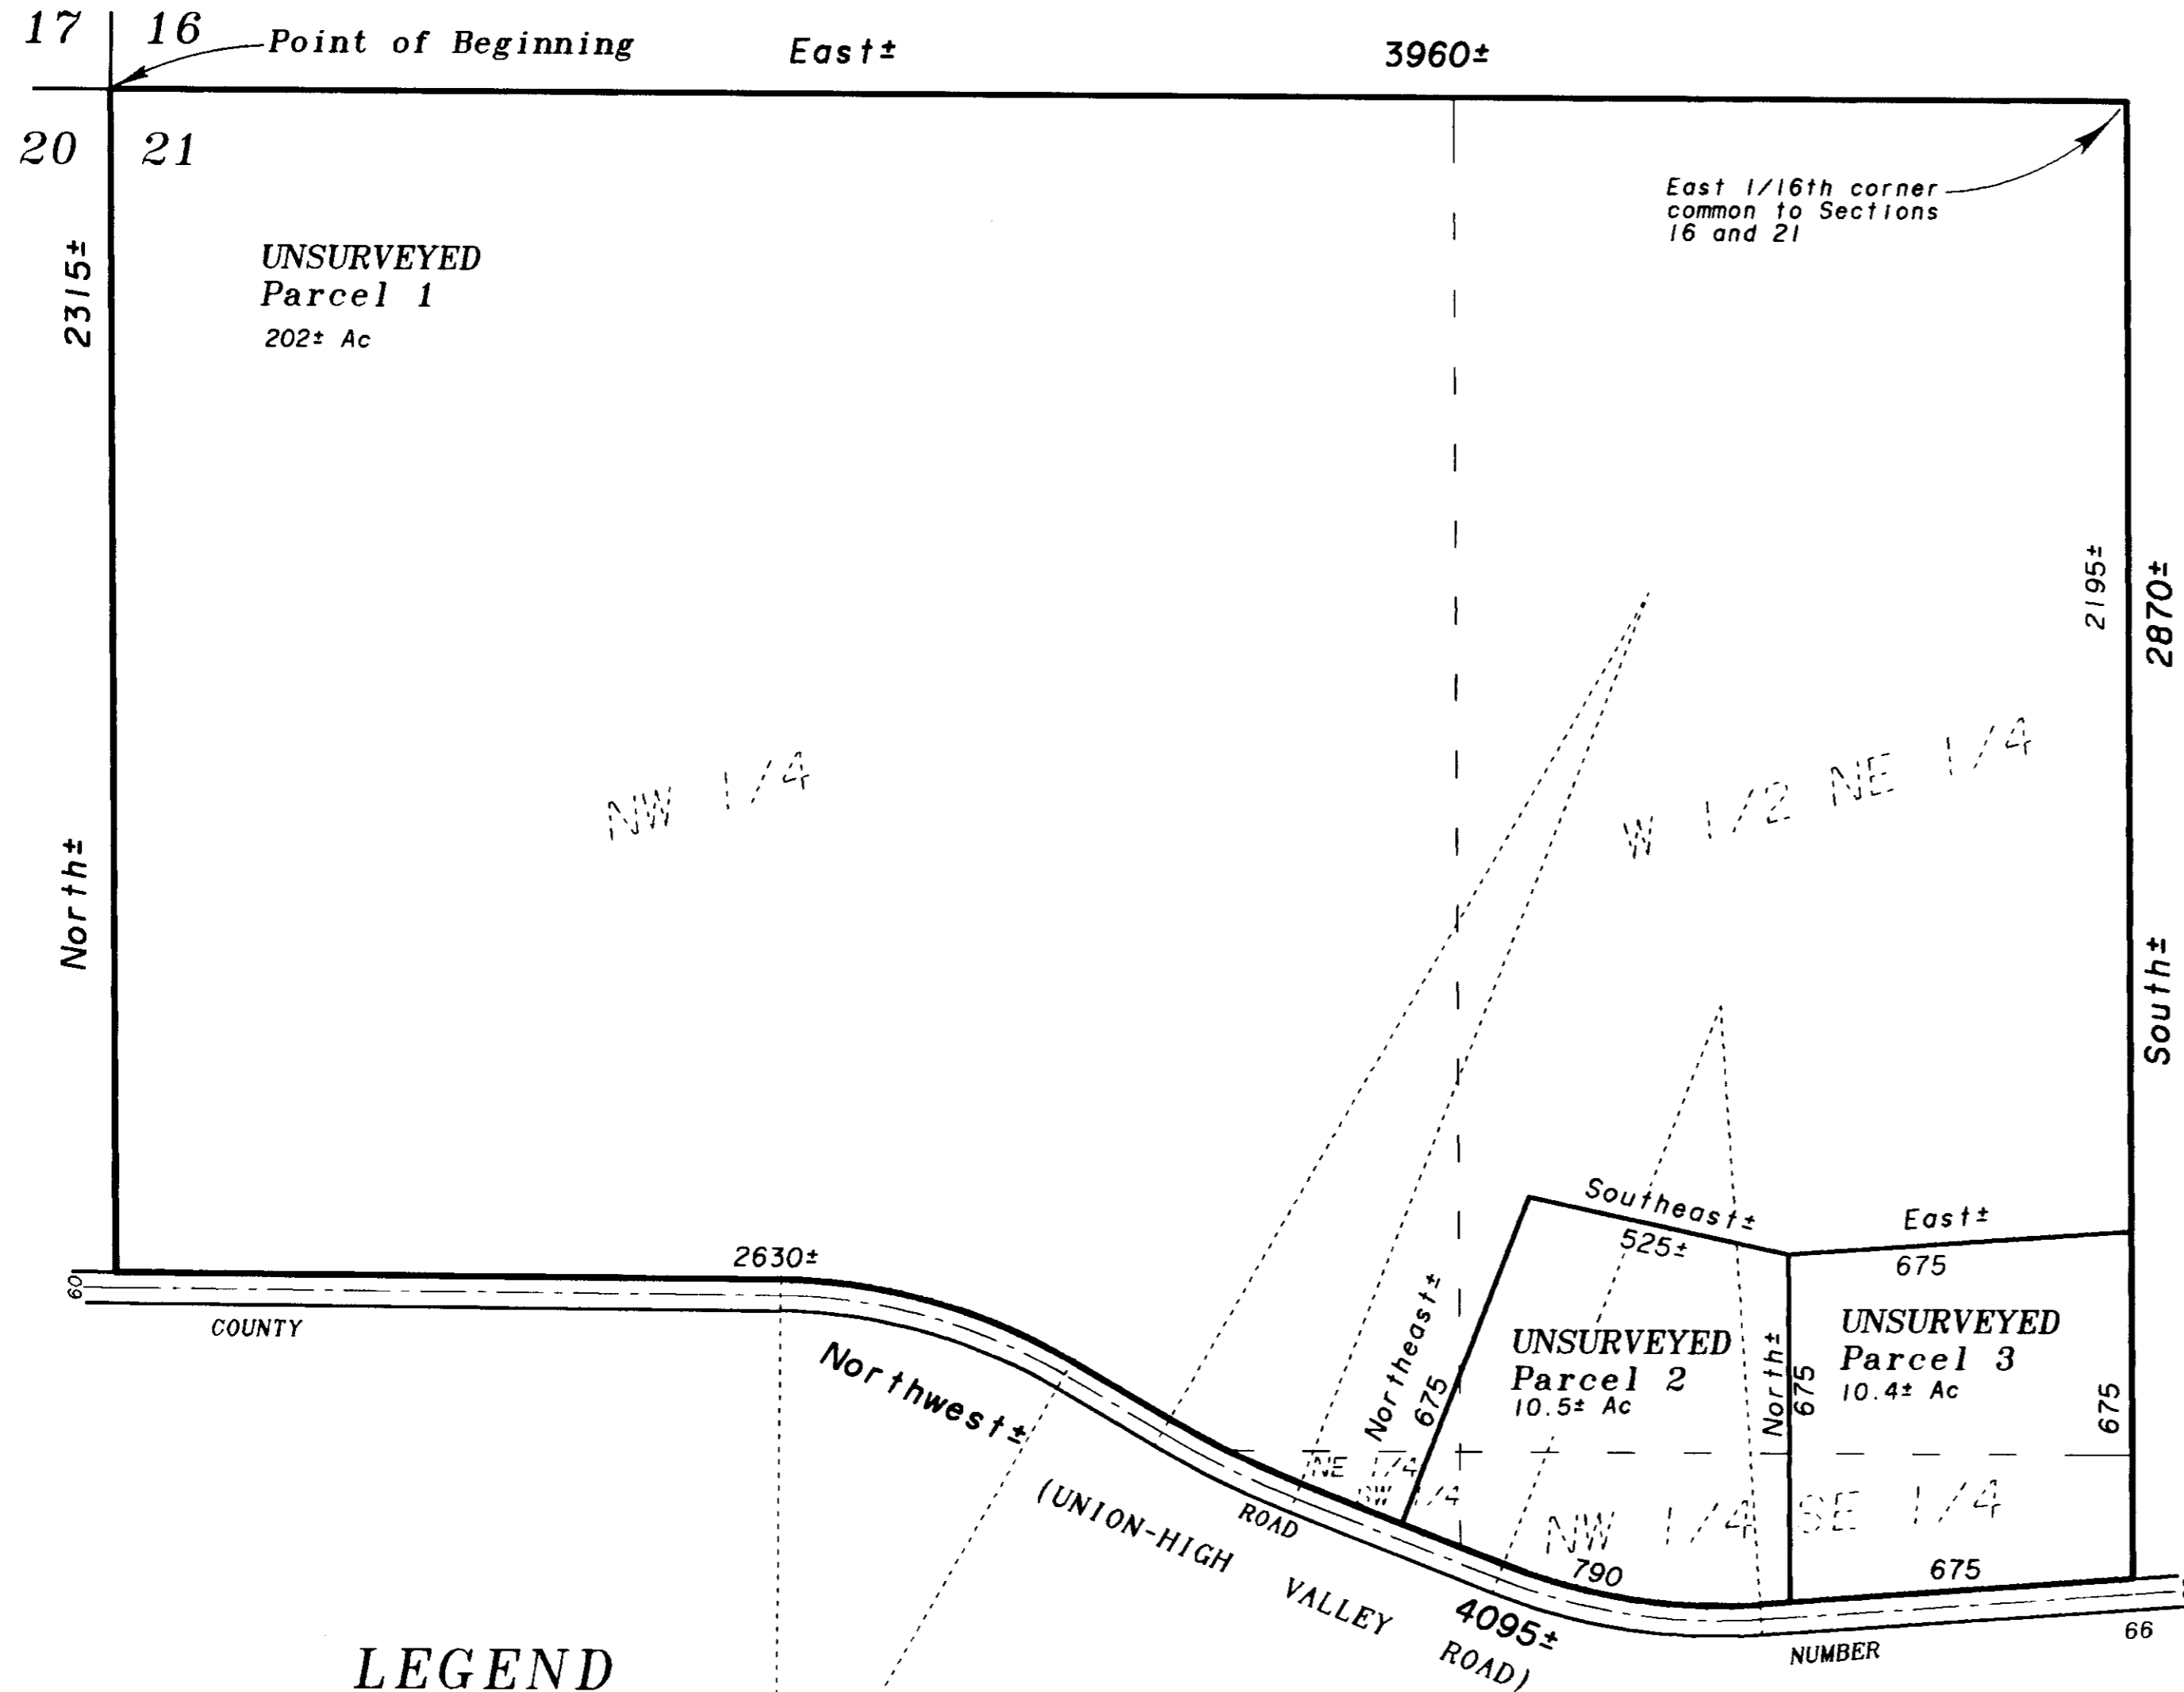 17 16
Point of Beginning
East±
3960±
20 21
East 1/16th corner
common to Sections
16 and 21
2315±
UNSURVEYED
Parcel 1
202± Ac
2195±
2870±
NW 1/4
W 1/2 NE 1/4
North±
South±
Southeast±
525±
East±
675
2630±
60
COUNTY
Northwest±
Northeast±
675
UNSURVEYED
Parcel 2
10.5± Ac
North±
675
UNSURVEYED
Parcel 3
10.4± Ac
675
NE 1/4
SW 1/4
NW 1/4 SE 1/4
790
675
(UNION-HIGH VALLEY ROAD)
ROAD
4095±
NUMBER
66
LEGEND